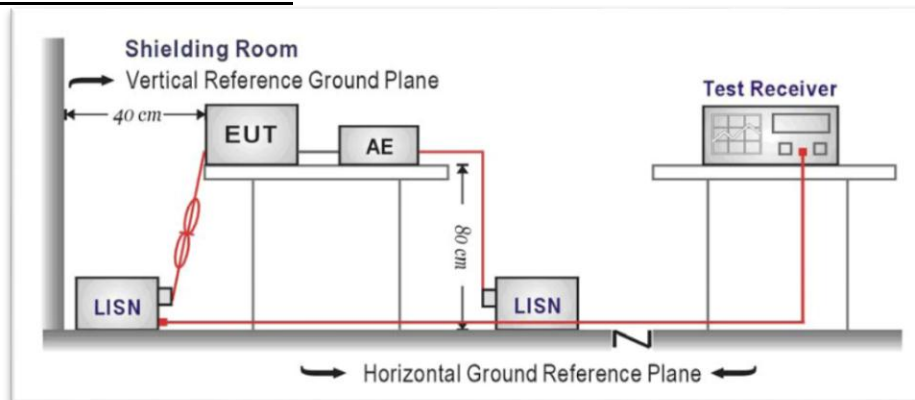 Shielding Room
Vertical Reference Ground Plane
Test Receiver
40 cm
EUT
AE
80 cm
LISN
LISN
Horizontal Ground Reference Plane